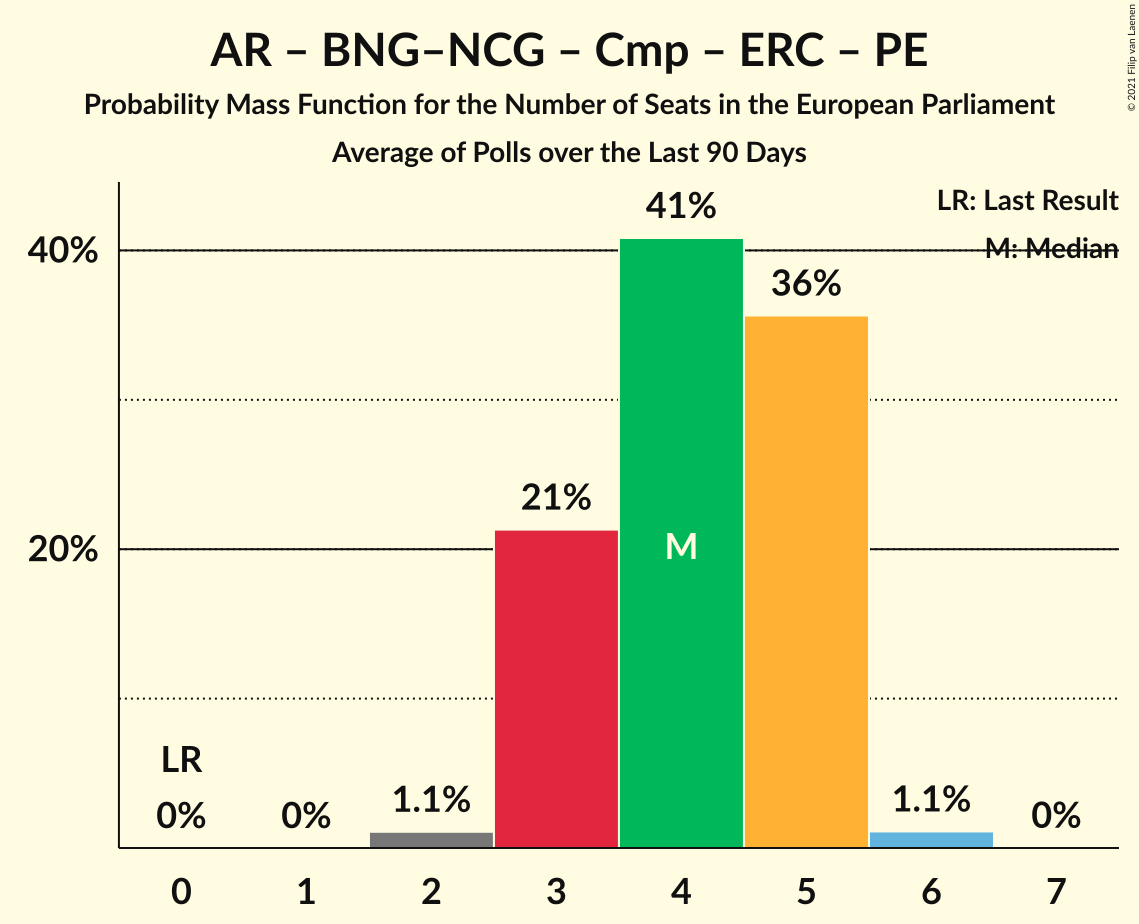 AR – BNG–NCG – Cmp – ERC – PE
Probability Mass Function for the Number of Seats in the European Parliament
Average of Polls over the Last 90 Days
© 2021 Filip van Laenen
LR: Last Result
M: Median
41%
40%
36%
21%
20%
M
LR
0%
0%
1.1%
1.1%
0%
0
1
2
3
4
5
6
7